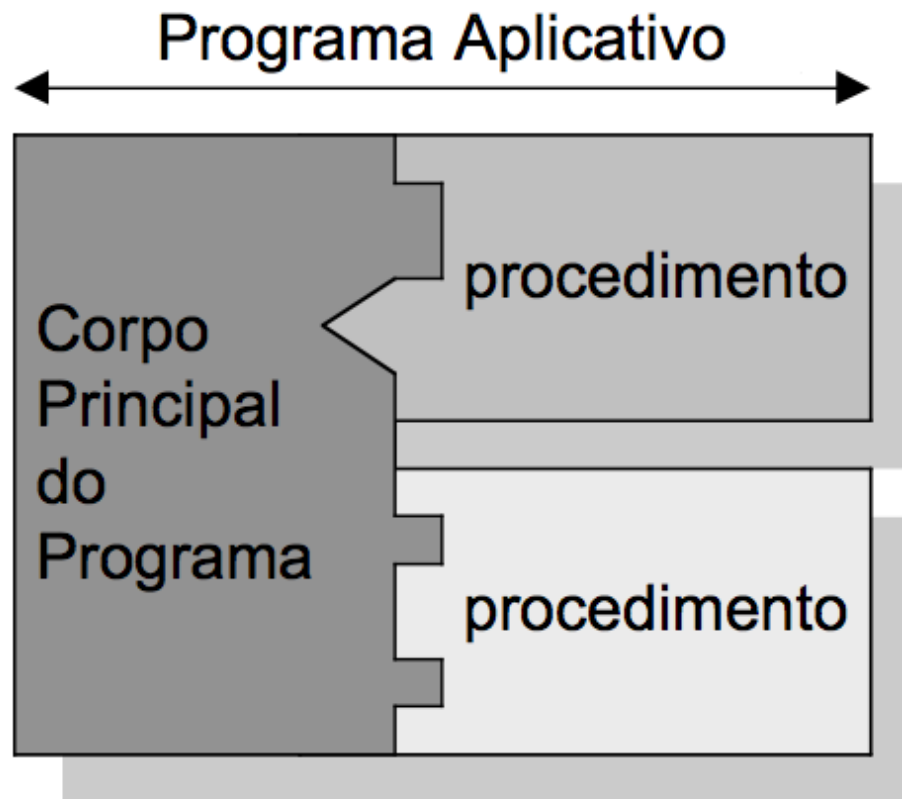 Programa Aplicativo
procedimento
Corpo
Principal
do
Programa
procedimento